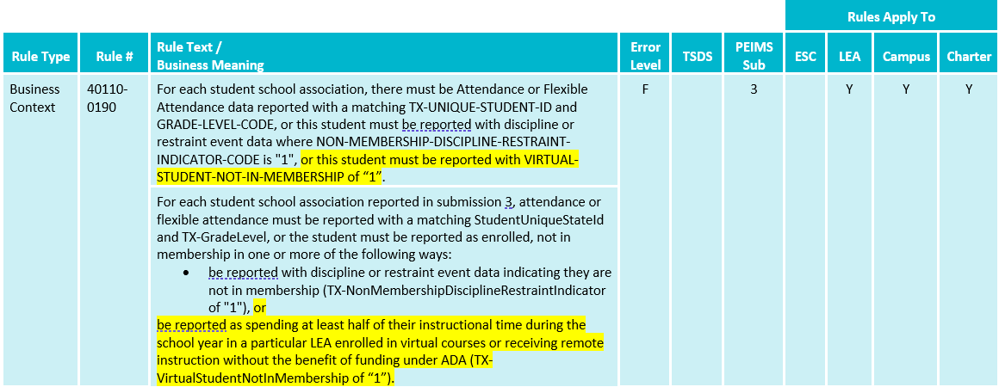 Rules Apply To
Rule Type
Rule #
Rule Text /
Business Meaning
Error
Level
TSDS
PEIMS
Sub
ESC
LEA
Campus
Charter
Business
Context
40110-
0190
For each student school association, there must be Attendance or Flexible
Attendance data reported with a matching TX-UNIQUE-STUDENT-ID and
GRADE-LEVEL-CODE, or this student must be reported with discipline or
restraint event data where NON-MEMBERSHIP-DISCIPLINE-RESTRAINT-
INDICATOR-CODE is "1", or this student must be reported with VIRTUAL-
STUDENT-NOT-IN-MEMBERSHIP of “1”.
F
3
Y
Y
Y
For each student school association reported in submission 3, attendance or
flexible attendance must be reported with a matching StudentUniqueStateId
and TX-GradeLevel, or the student must be reported as enrolled, not in
membership in one or more of the following ways:
• be reported with discipline or restraint event data indicating they are
not in membership (TX-NonMembershipDisciplineRestraintIndicator
of "1"), or
be reported as spending at least half of their instructional time during the
school year in a particular LEA enrolled in virtual courses or receiving remote
instruction without the benefit of funding under ADA (TX-
VirtualStudentNotInMembership of “1”).